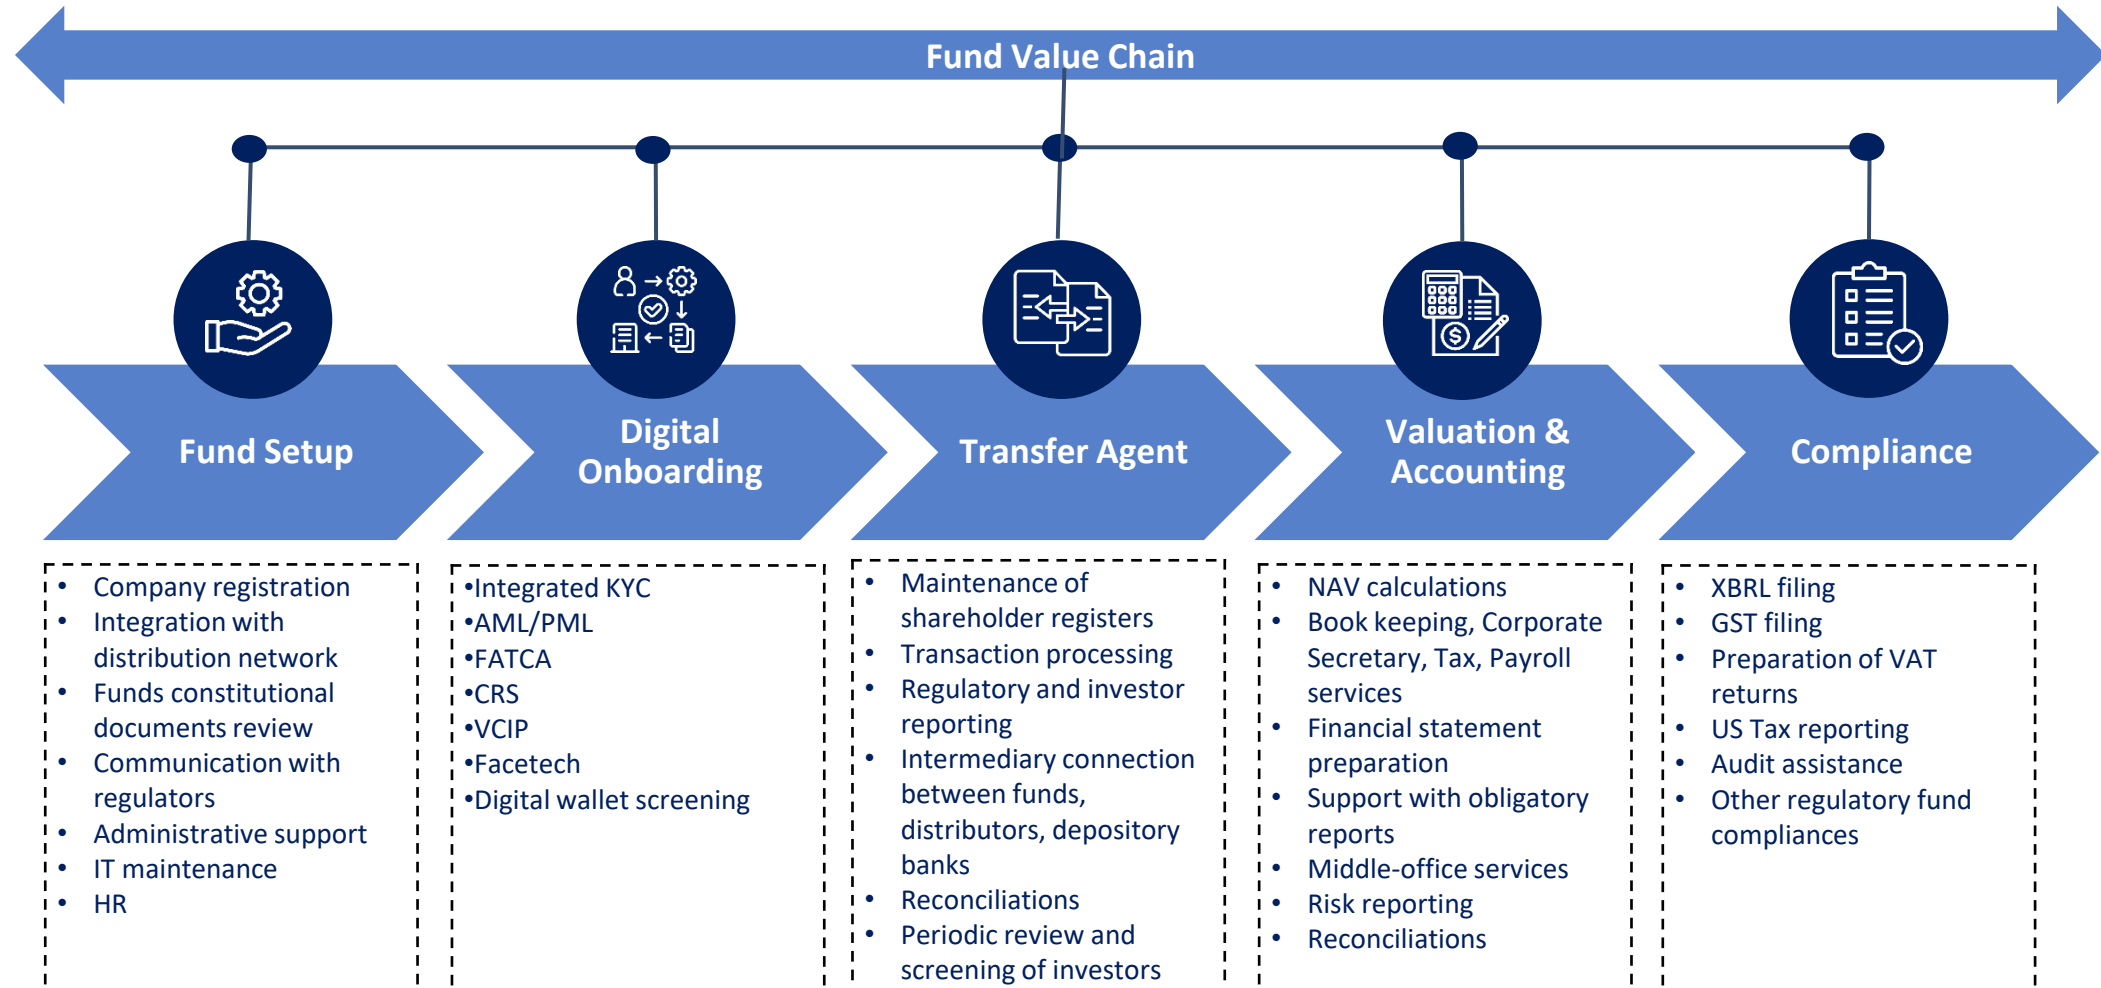 Fund Value Chain
Fund Setup
Digital
Onboarding
Transfer Agent
Valuation &
Accounting
Compliance
• Company registration
• Integration with
distribution network
• Funds constitutional
documents review
• Communication with
regulators
• Administrative support
• IT maintenance
• HR
•Integrated KYC
•AML/PML
•FATCA
•CRS
•VCIP
•Facetech
•Digital wallet screening
• Maintenance of
shareholder registers
• Transaction processing
• Regulatory and investor
reporting
• Intermediary connection
between funds,
distributors, depository
banks
• Reconciliations
• Periodic review and
screening of investors
• NAV calculations
• Book keeping, Corporate
Secretary, Tax, Payroll
services
• Financial statement
preparation
• Support with obligatory
reports
• Middle-office services
• Risk reporting
• Reconciliations
• XBRL filing
• GST filing
• Preparation of VAT
returns
• US Tax reporting
• Audit assistance
• Other regulatory fund
compliances